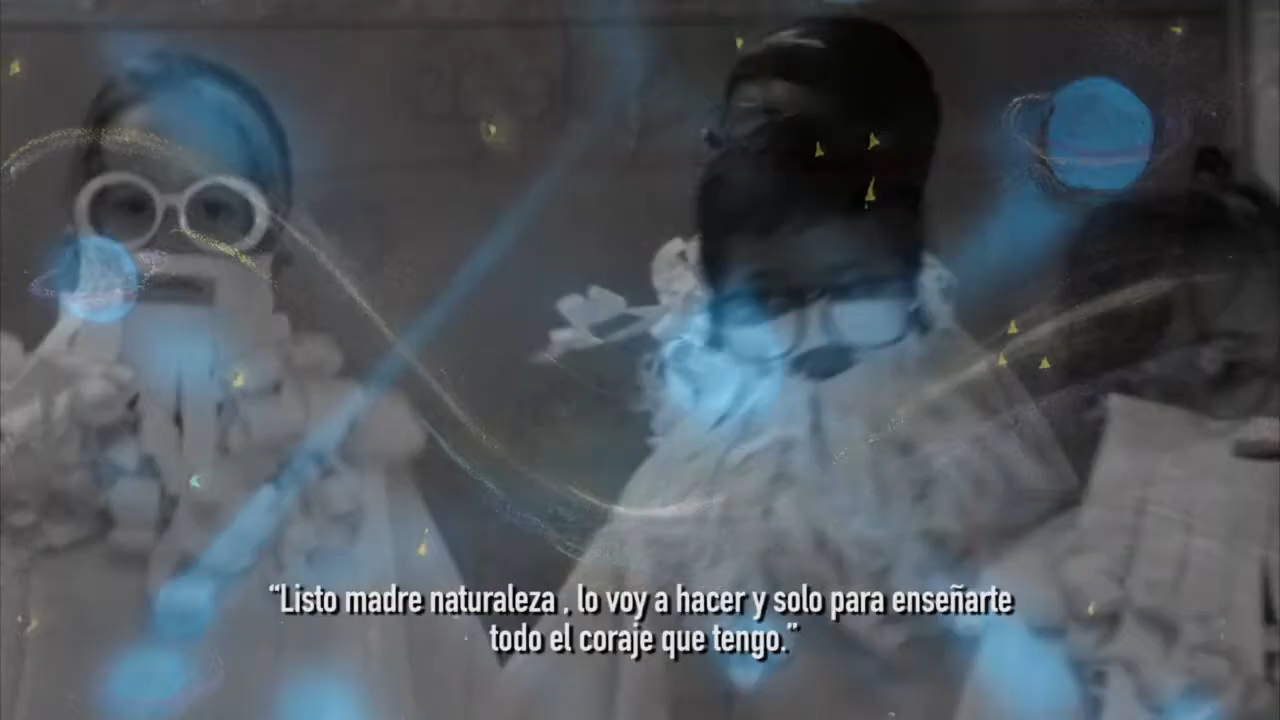 “Listo madre naturaleza , lo voy a hacer y solo para enseñarte
todo el coraje que tengo.”